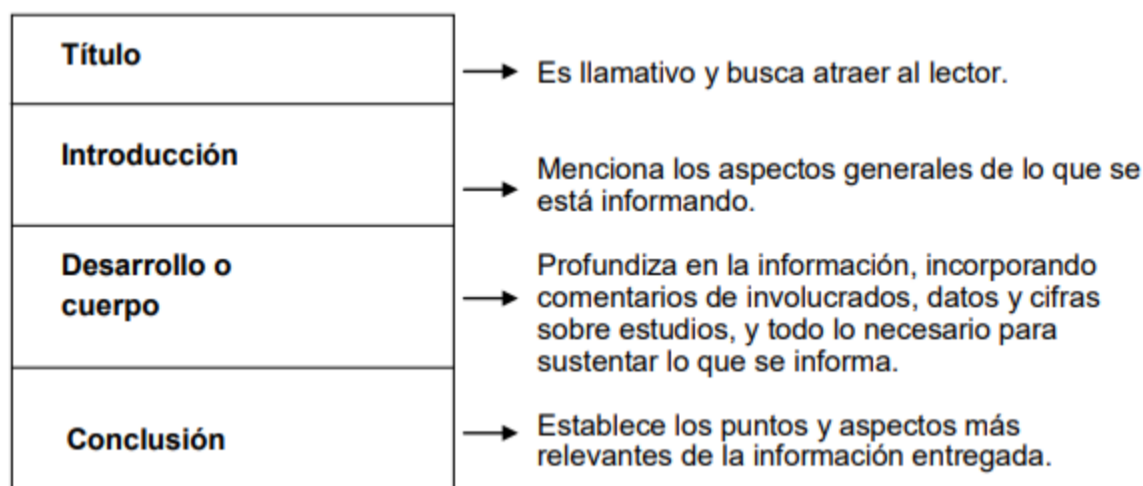 Título
Es llamativo y busca atraer al lector.
Introducción
Menciona los aspectos generales de lo que se
está informando.
Desarrollo o
cuerpo
Profundiza en la información, incorporando
comentarios de involucrados, datos y cifras
sobre estudios, y todo lo necesario para
sustentar lo que se informa.
Conclusión
Establece los puntos y aspectos más
relevantes de la información entregada.